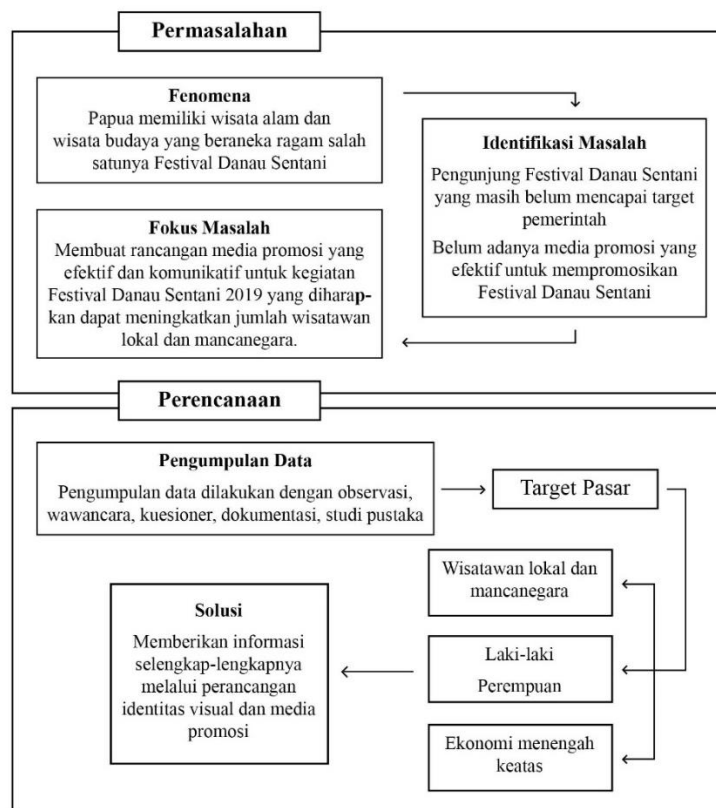 Permasalahan
Fenomena
Papua memiliki wisata alam dan
wisata budaya yang beraneka ragam salah
satunya Festival Danau Sentani
Identifikasi Masalah
Pengunjung Festival Danau Sentani
yang masih belum mencapai target
pemerintah
Belum adanya media promosi yang
efektif untuk mempromosikan
Festival Danau Sentani
Fokus Masalah
Membuat rancangan media promosi yang
efektif dan komunikatif untuk kegiatan
Festival Danau Sentani 2019 yang diharap-
kan dapat meningkatkan jumlah wisatawan
lokal dan mancanegara.
Perencanaan
Pengumpulan Data
Pengumpulan data dilakukan dengan observasi,
wawancara, kuesioner, dokumentasi, studi pustaka
Target Pasar
Wisatawan lokal dan
mancanegara
Laki-laki
Perempuan
Ekonomi menengah
keatas
Solusi
Memberikan informasi
selengkap-lengkapnya
melalui perancangan
identitas visual dan media
promosi